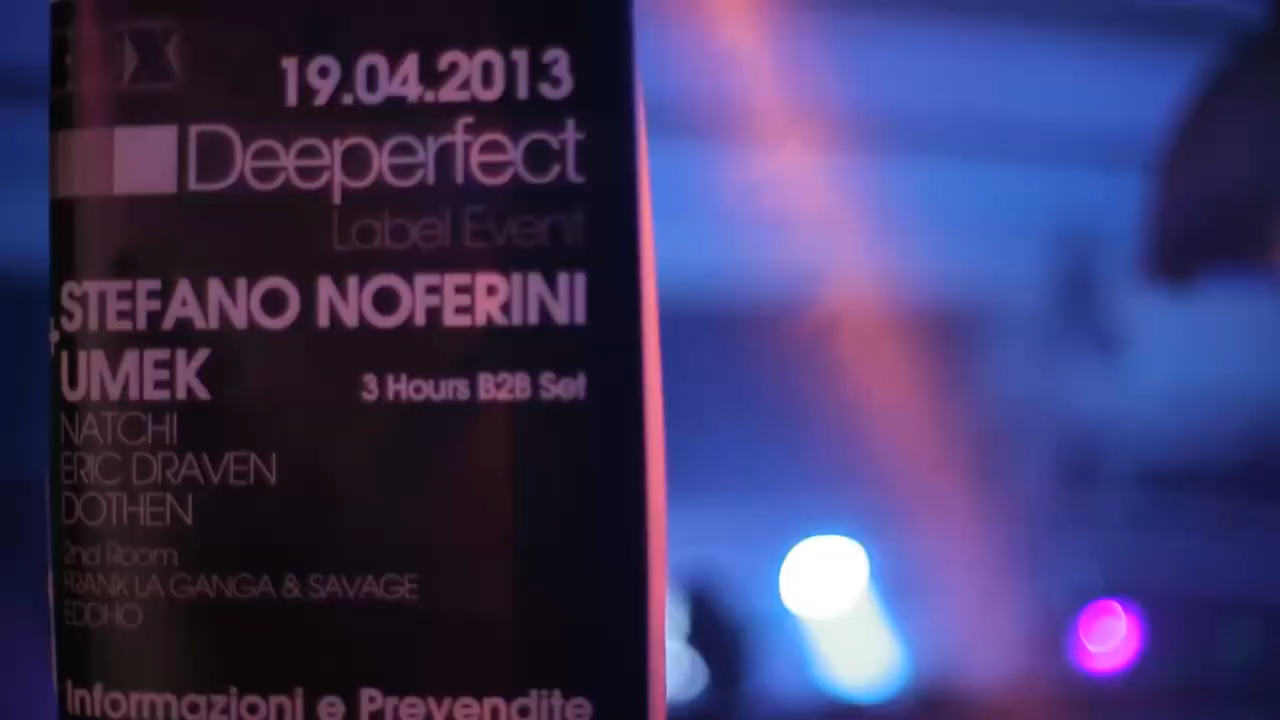 19.04.2013
Deeperfect
Label Event
STEFANO NOFERINI
UMEK 3 Hours B2B Set
NATCHI
ERIC DRAVEN
DOTHEN
2nd Room
FRANK LA GANGA & SAVAGE
EDDHO
Informazioni e Prevendite